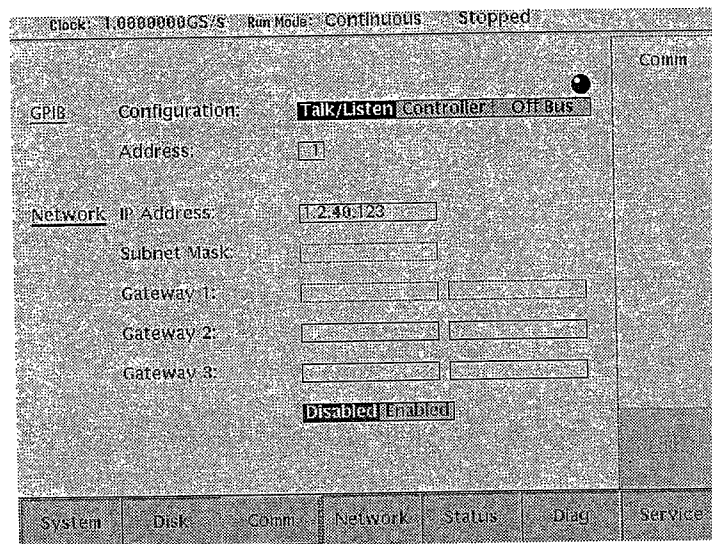 Clock: 1.0000000GS/s Run Mode: Continuous Stopped
Comm
GPIB Configuration: Talk/Listen Controller Off Bus
Address: 1
Network IP Address: 1.2.40.123
Subnet Mask:
Gateway 1:
Gateway 2:
Gateway 3:
Disabled Enabled
System Disk Comm Network Status Diag Service